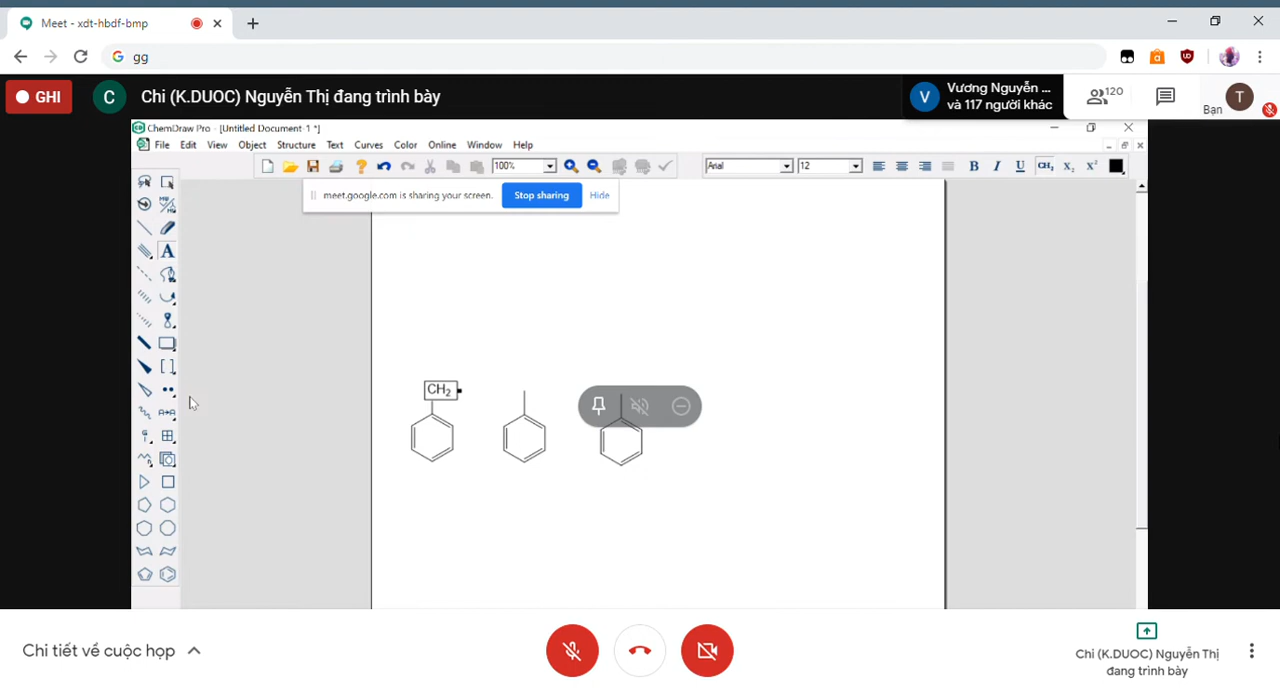 Meet - xdt-hbdf-bmp
gg
GHI
C
Chi (K.DUOC) Nguyễn Thị đang trình bày
V
Vương Nguyễn ...
và 117 người khác
120
Bạn
T
ChemDraw Pro - [Untitled Document-1 *]
File Edit View Object Structure Text Curves Color Online Window Help
100%
Arial
12
B I U CH₂ X₂ X²
meet.google.com is sharing your screen.
Stop sharing
Hide
A
CH₂
Chi tiết về cuộc họp
Chi (K.DUOC) Nguyễn Thị
đang trình bày